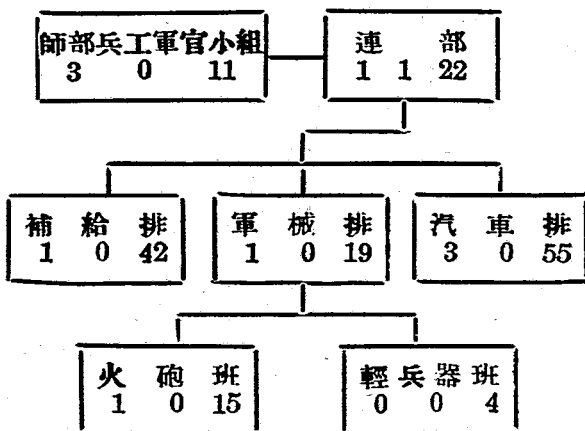 師部兵工軍官小組
3 0 11
連 部
1 1 22
補 給 排
1 0 42
軍 械 排
1 0 19
汽 車 排
3 0 55
火 砲 班
1 0 15
輕兵器班
0 0 4